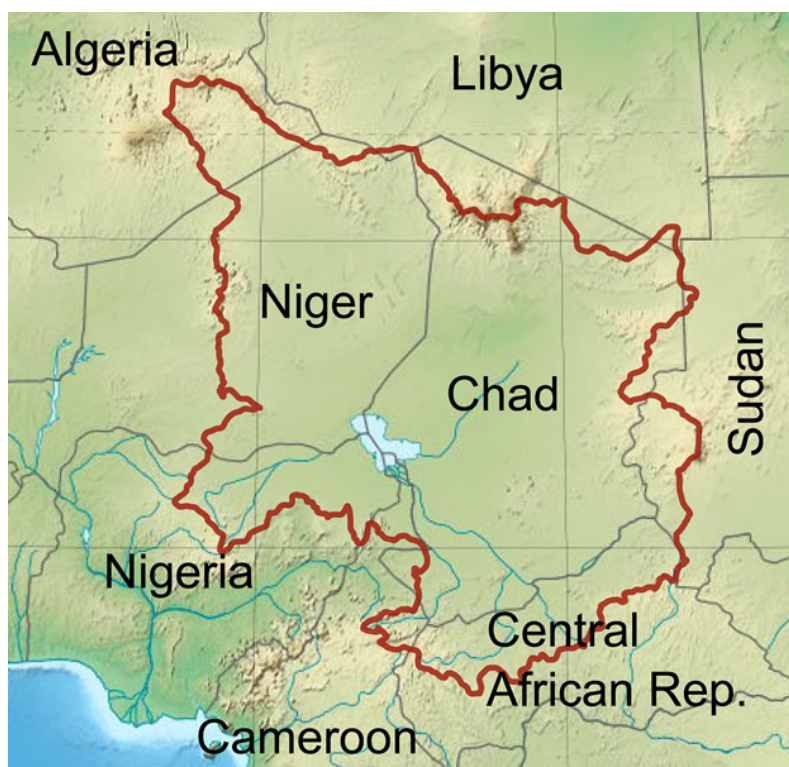 Algeria
Libya
Niger
Chad
Sudan
Nigeria
Central
African Rep.
Cameroon